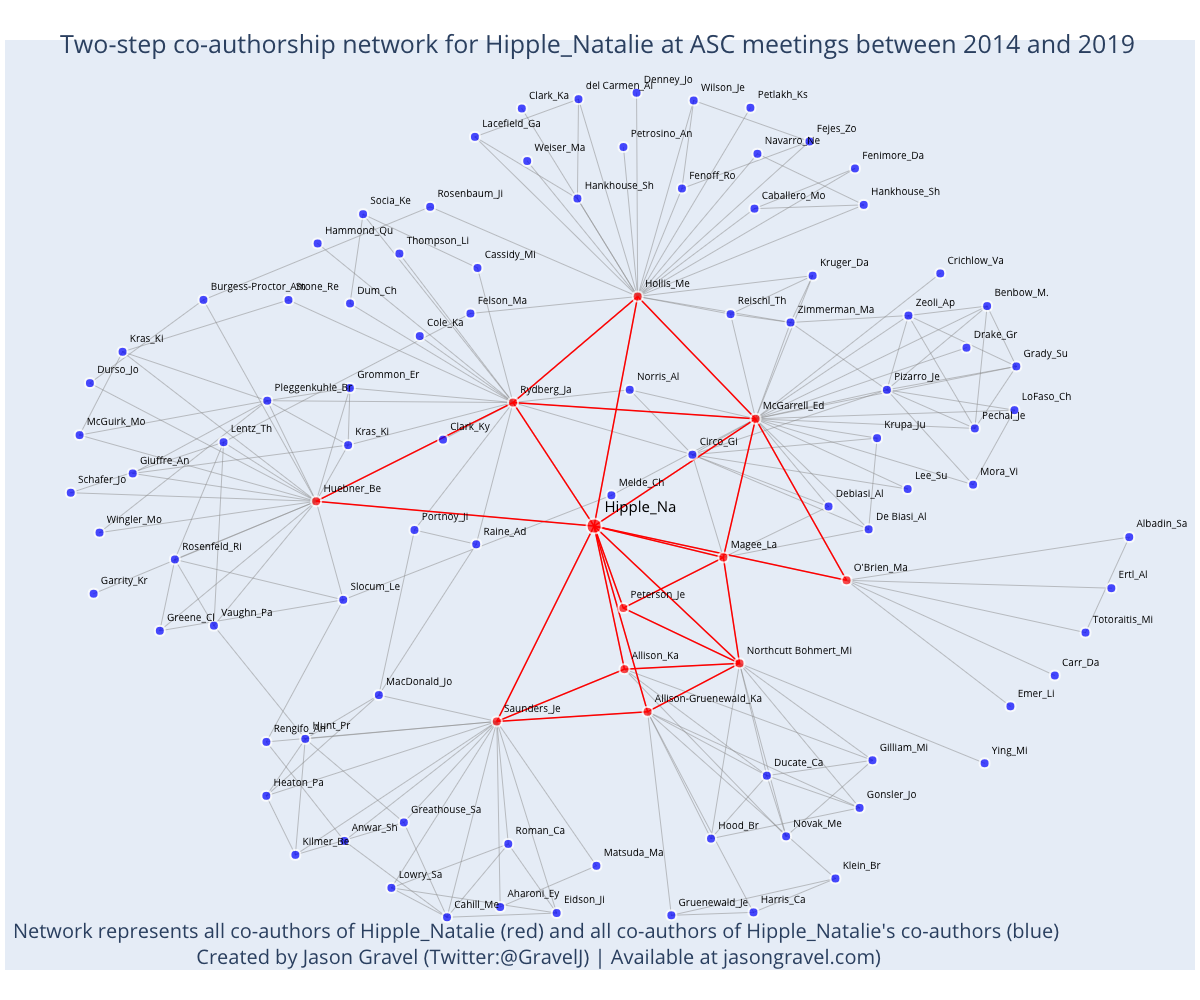 Two-step co-authorship network for Hipple_Natalie at ASC meetings between 2014 and 2019
Denney_Jo
del Carmen_Al
Wilson_Je
Clark_Ka
Petlakh_Ks
Lacefield_Ga
Petrosino_An
Fejes_Zo
Navarro_Ne
Weiser_Ma
Fenimore_Da
Fenoff_Ro
Hankhouse_Sh
Caballero_Mo
Hankhouse_Sh
Rosenbaum_Ji
Socia_Ke
Hammond_Qu
Thompson_Li
Cassidy_Mi
Kruger_Da
Crichlow_Va
Hollis_Me
Burgess-Proctor_Am
Stone_Re
Dum_Ch
Felson_Ma
Reischl_Th
Zimmerman_Ma
Zeoli_Ap
Benbow_M.
Cole_Ka
Kras_Ki
Drake_Gr
Grady_Su
Durso_Jo
Pleggenkuhle_Be
Grommon_Er
Rydberg_Ja
Norris_Al
Pizarro_Je
McGarrell_Ed
LoFaso_Ch
Pechal_Je
McGuirk_Mo
Lentz_Th
Kras_Ki
Clark_Ky
Krupa_Ju
Circo_Gi
Giuffre_An
Schafer_Jo
Huebner_Be
Melde_Ch
Lee_Su
Mora_Vi
Debiasi_Al
Hipple_Na
Wingler_Mo
Portnoy_Ji
Raine_Ad
De Biasi_Al
Albadin_Sa
Rosenfeld_Ri
Magee_La
O'Brien_Ma
Ertl_Al
Garrity_Kr
Slocum_Le
Peterson_Je
Greene_Cl
Vaughn_Pa
Totoraitis_Mi
Allison_Ka
Northcutt Bohmert_Mi
Carr_Da
MacDonald_Jo
Emer_Li
Saunders_Je
Allison-Gruenewald_Ka
Rengifo_An
Hunt_Pr
Gilliam_Mi
Ying_Mi
Ducate_Ca
Heaton_Pa
Gonsler_Jo
Greathouse_Sa
Hood_Br
Novak_Me
Anwar_Sh
Roman_Ca
Kilmer_Be
Matsuda_Ma
Klein_Br
Lowry_Sa
Aharoni_Ey
Eidson_Ji
Cahill_Me
Gruenewald_Je
Harris_Ca
Network represents all co-authors of Hipple_Natalie (red) and all co-authors of Hipple_Natalie's co-authors (blue)
Created by Jason Gravel (Twitter:@GravelJ) | Available at jasongravel.com)